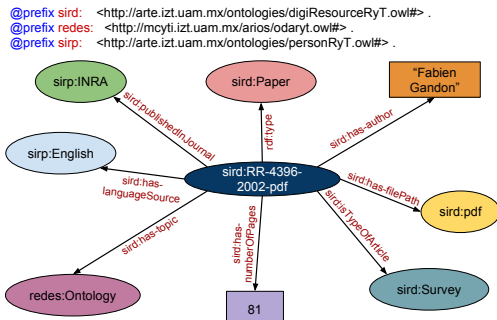 @prefix sird: <http://arte.izt.uam.mx/ontologies/digiResourceRyT.owl#> .
@prefix redes: <http://mcyti.izt.uam.mx/arios/odaryt.owl#> .
@prefix sirp: <http://arte.izt.uam.mx/ontologies/personRyT.owl#> .
sirp:INRA
sird:Paper
“Fabien
Gandon”
sird:publishedInJournal
rdf:type
sird:has-author
sirp:English
sird:has-
languageSource
sird:RR-4396-
2002-pdf
sird:has-filePath
sird:pdf
sird:has-topic
sird:has-
numberOfPages
sird:isTypeOfArticle
redes:Ontology
81
sird:Survey